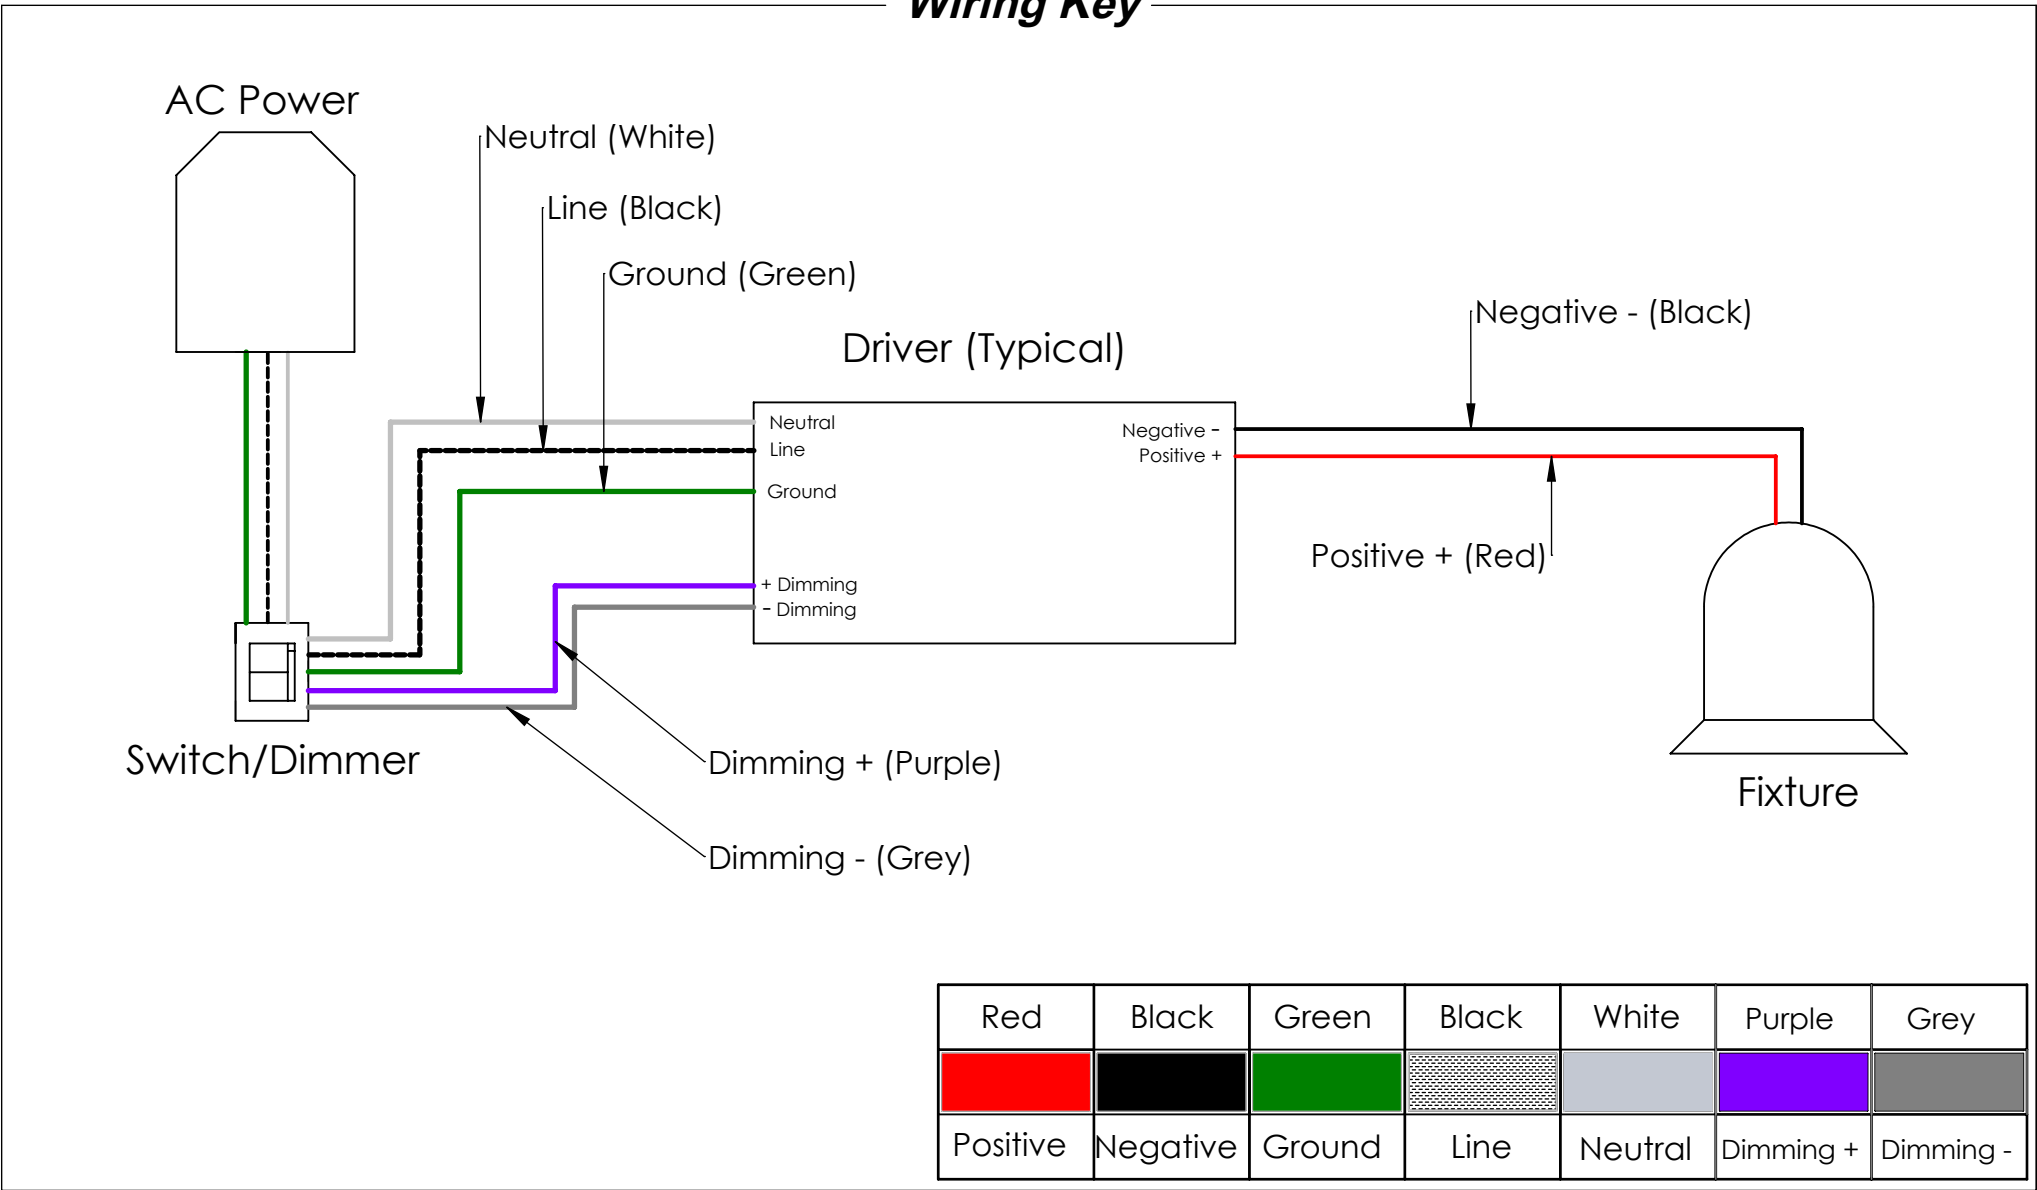 Wiring Key
AC Power
Neutral (White)
Line (Black)
Ground (Green)
Negative - (Black)
Driver (Typical)
Neutral
Line
Ground
+ Dimming
- Dimming
Negative -
Positive +
Positive + (Red)
Switch/Dimmer
Dimming + (Purple)
Dimming - (Grey)
Fixture
Red Black Green Black White Purple Grey
Positive Negative Ground Line Neutral Dimming + Dimming -